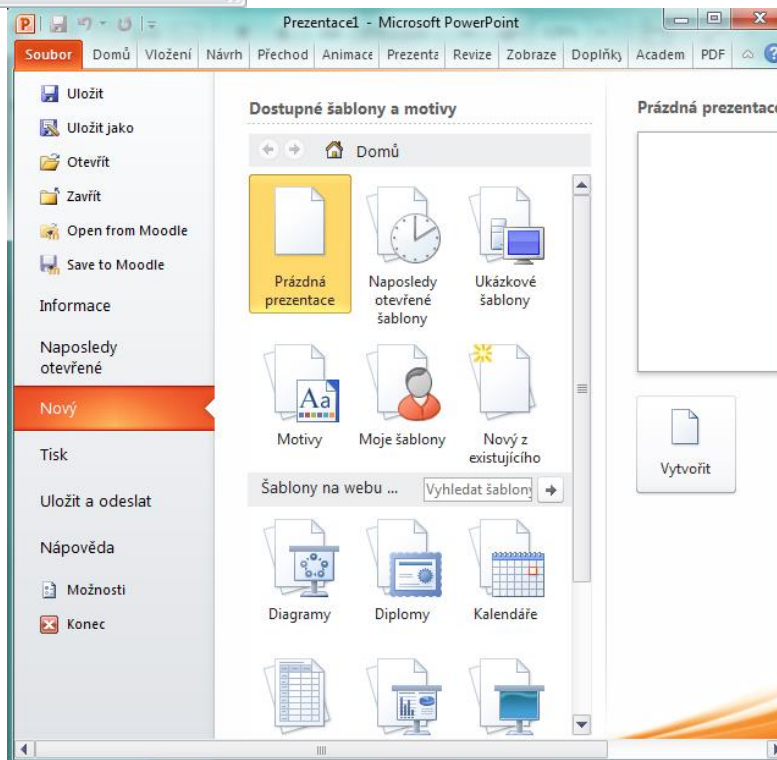 Prezentace1 - Microsoft PowerPoint
Soubor Domů Vložení Návrh Přechod Animace Prezenta Revize Zobraze Doplňky Academ PDF
Uložit
Uložit jako
Otevřít
Zavřít
Open from Moodle
Save to Moodle
Informace
Naposledy
otevřené
Nový
Tisk
Uložit a odeslat
Nápověda
Možnosti
Konec
Dostupné šablony a motivy
Domů
Prázdná
prezentace
Naposledy
otevřené
šablony
Ukázkové
šablony
Motivy
Moje šablony
Nový z
existujícího
Šablony na webu ... Vyhledat šablony
Diagramy
Diplomy
Kalendáře
Prázdná prezentace
Vytvořit